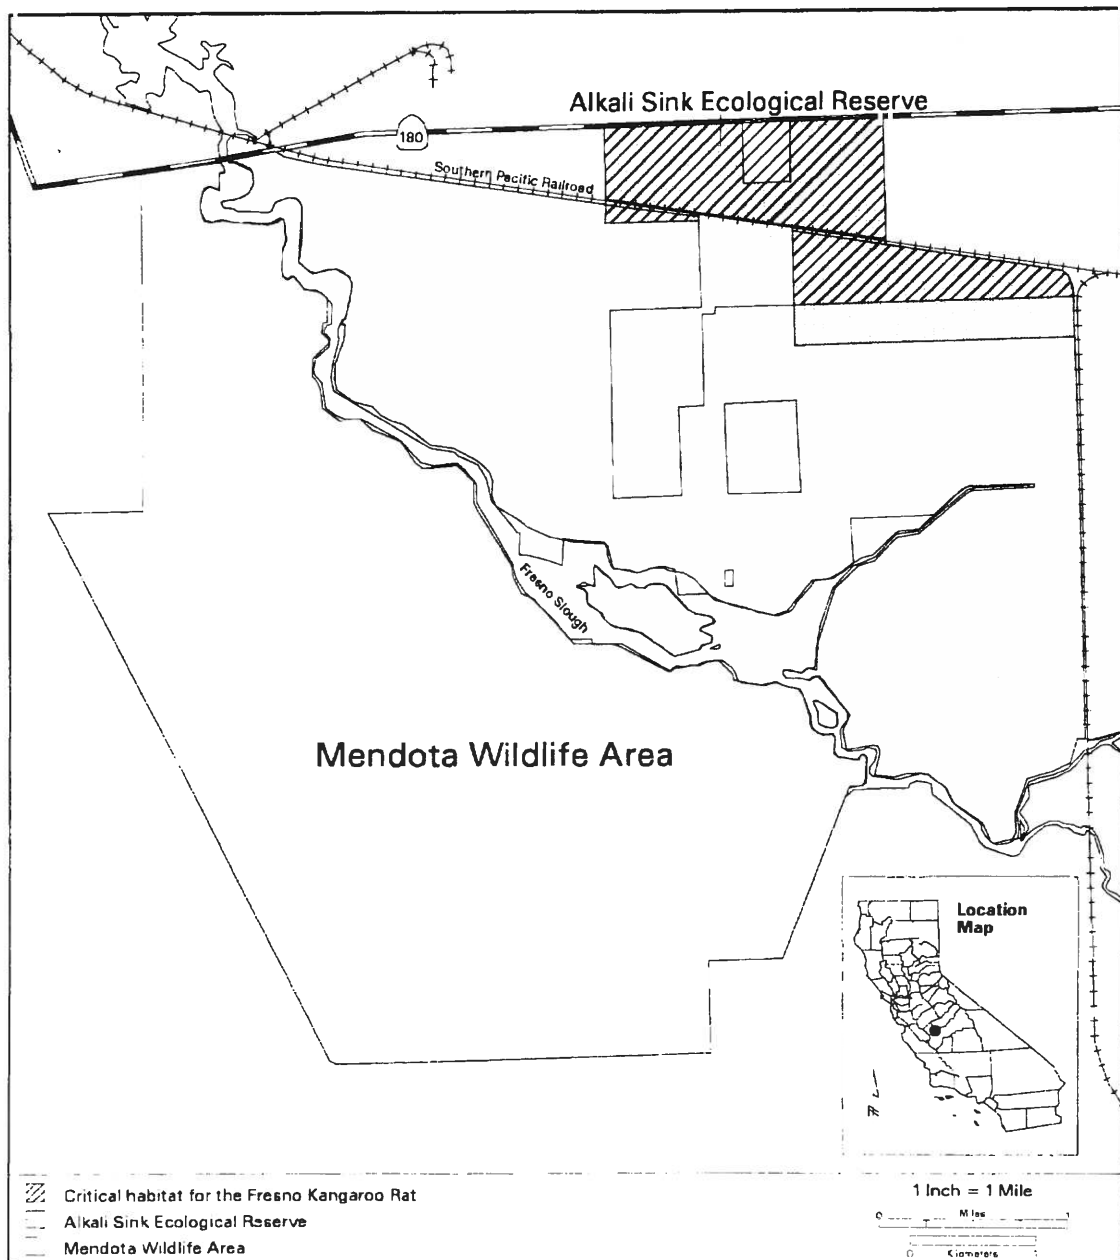 Alkali Sink Ecological Reserve
180
Southern Pacific Railroad
Fresno Slough
Mendota Wildlife Area
Location
Map
Critical habitat for the Fresno Kangaroo Rat
Alkali Sink Ecological Reserve
Mendota Wildlife Area
1 Inch = 1 Mile
0 Miles 1
0 Kilometers 1